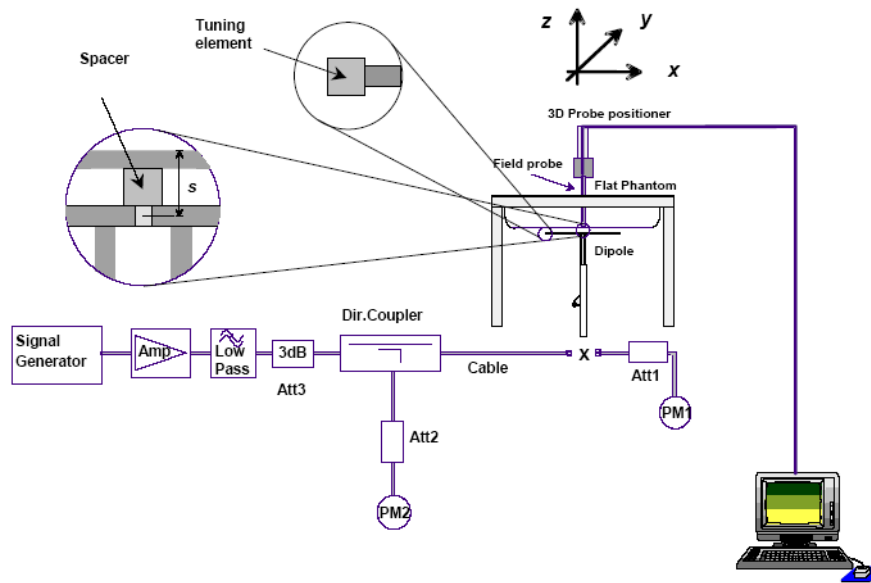 Tuning
element
Spacer
z
y
x
3D Probe positioner
Field probe
Flat Phantom
s
Dipole
Dir.Coupler
Signal
Generator
Amp
Low
Pass
3dB
Att3
Cable
X
Att1
PM1
Att2
PM2